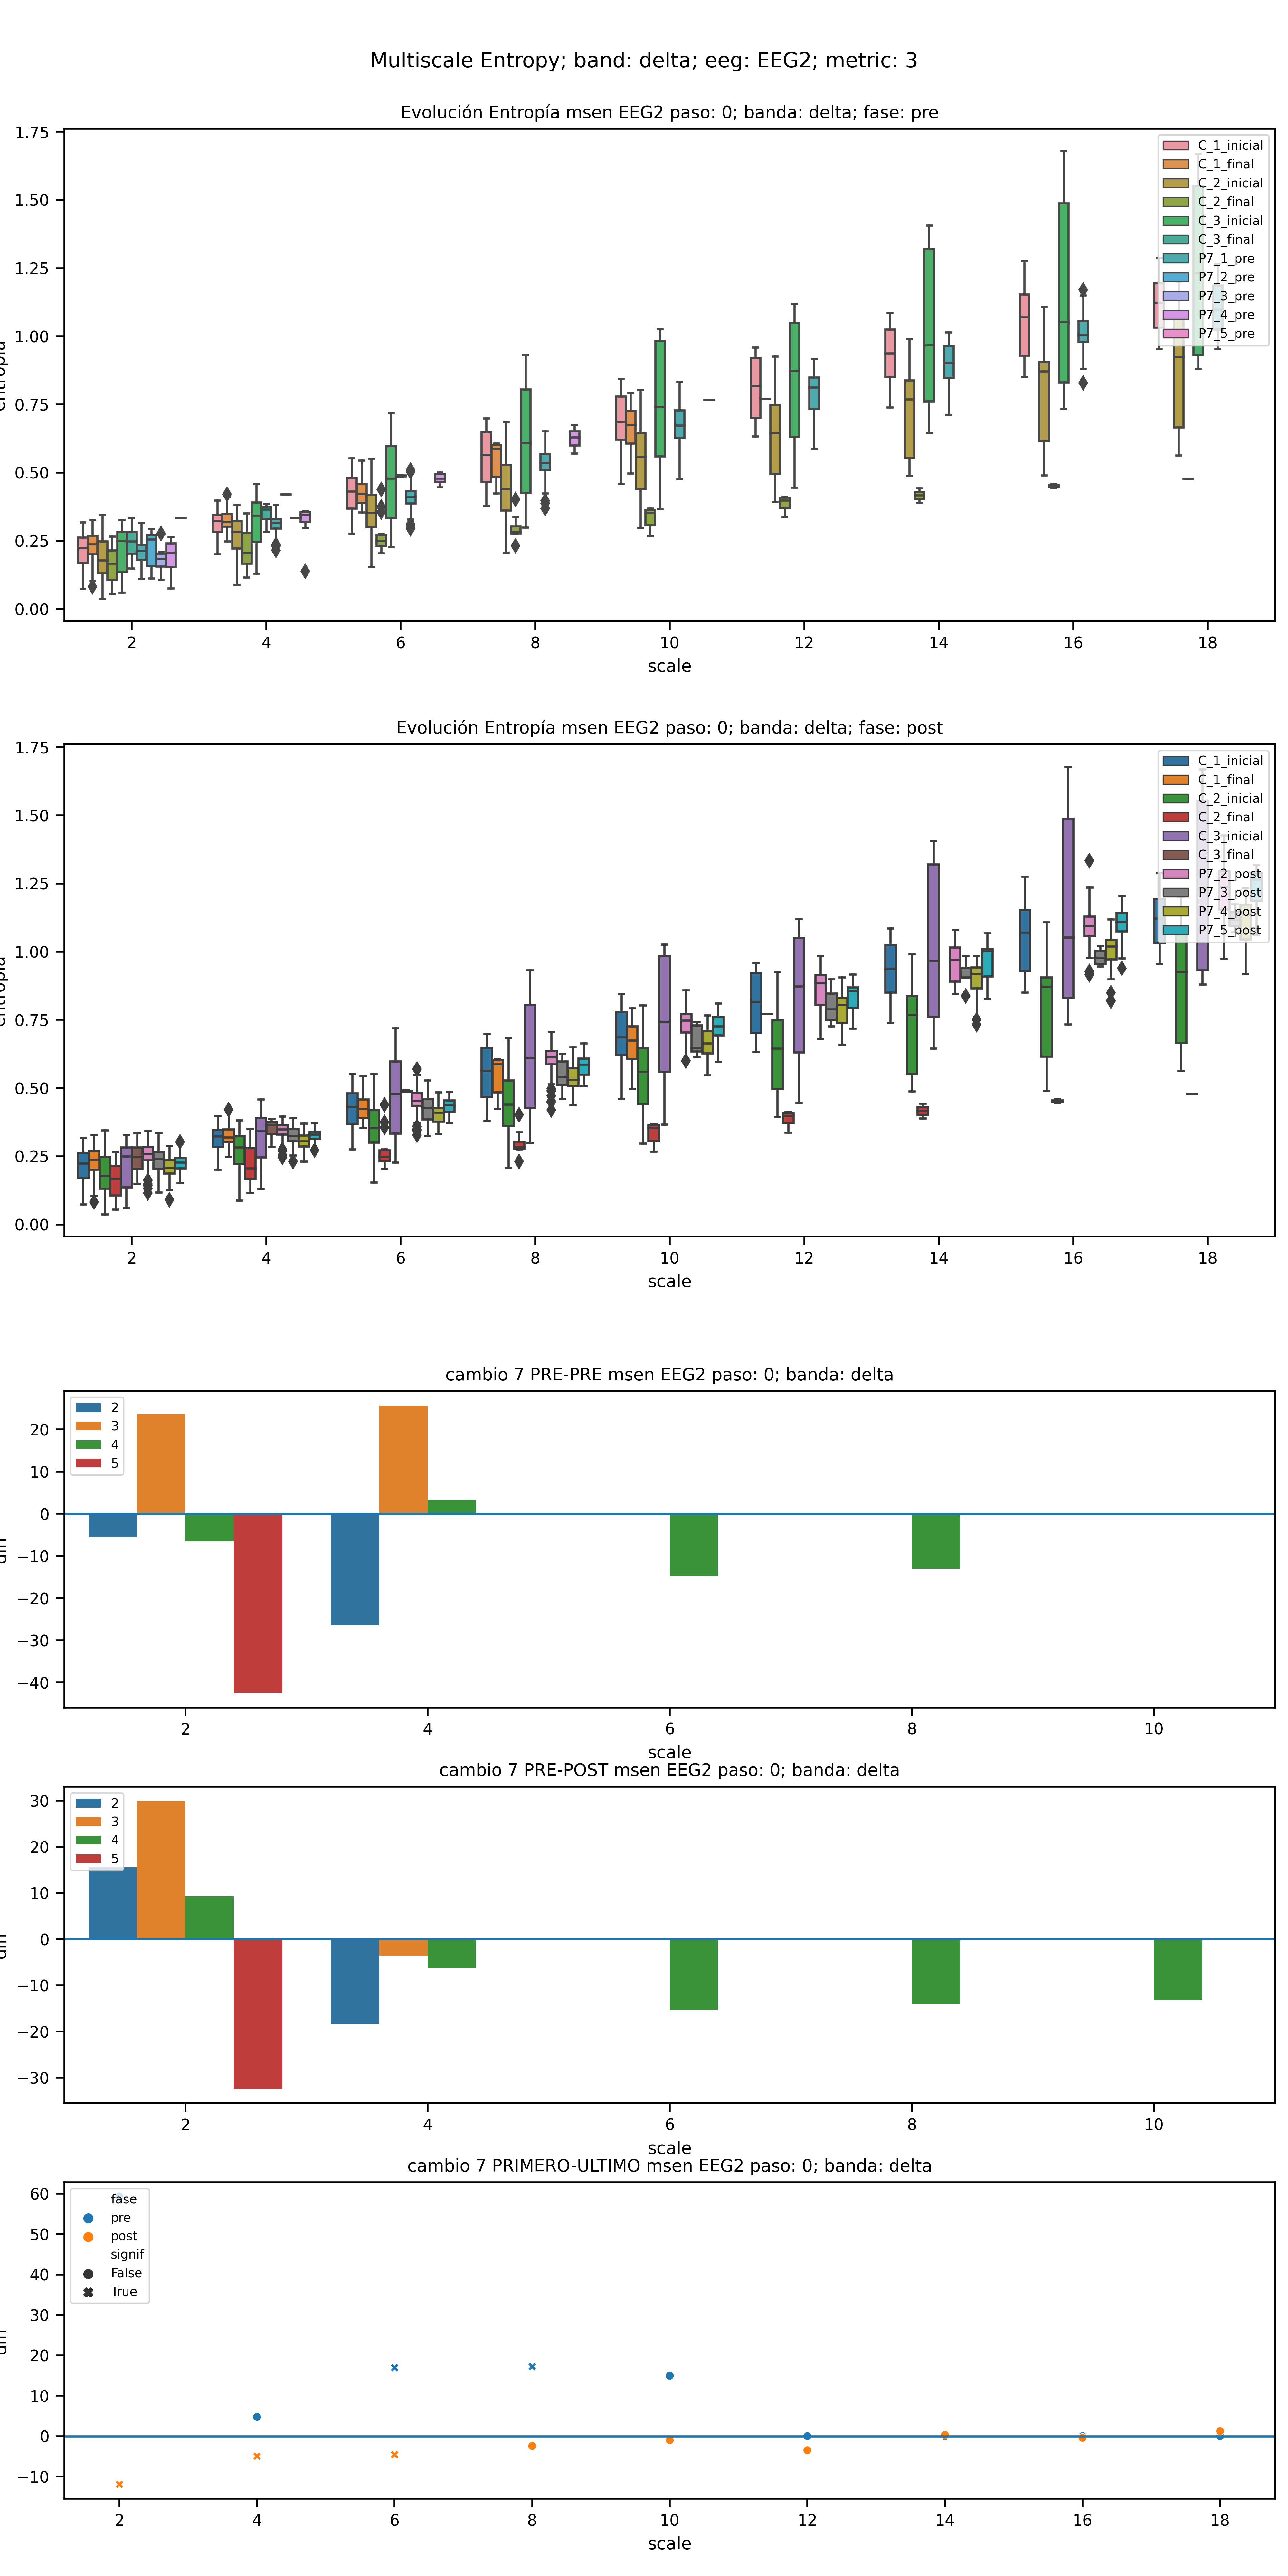 Multiscale Entropy; band: delta; eeg: EEG2; metric: 3
Evolución Entropía msen EEG2 paso: 0; banda: delta; fase: pre
1.75
1.50
1.25
1.00
0.75
0.50
0.25
0.00
C_1_inicial
C_1_final
C_2_inicial
C_2_final
C_3_inicial
C_3_final
P7_1_pre
P7_2_pre
P7_3_pre
P7_4_pre
P7_5_pre
2 4 6 8 10 12 14 16 18
scale
Evolución Entropía msen EEG2 paso: 0; banda: delta; fase: post
1.75
1.50
1.25
1.00
0.75
0.50
0.25
0.00
C_1_inicial
C_1_final
C_2_inicial
C_2_final
C_3_inicial
C_3_final
P7_2_post
P7_3_post
P7_4_post
P7_5_post
2 4 6 8 10 12 14 16 18
scale
cambio 7 PRE-PRE msen EEG2 paso: 0; banda: delta
20
10
0
−10
−20
−30
−40
2
3
4
5
2 4 6 8 10
scale
cambio 7 PRE-POST msen EEG2 paso: 0; banda: delta
30
20
10
0
−10
−20
−30
2
3
4
5
2 4 6 8 10
scale
cambio 7 PRIMERO-ULTIMO msen EEG2 paso: 0; banda: delta
60
50
40
30
20
10
0
−10
fase
pre
post
signif
False
True
2 4 6 8 10 12 14 16 18
scale